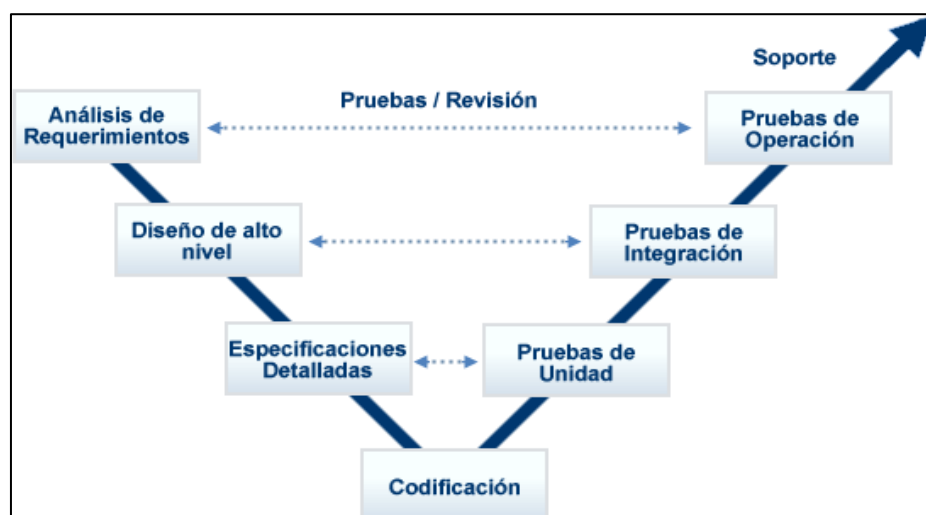 Soporte
Análisis de
Requerimientos
Pruebas / Revisión
Pruebas de
Operación
Diseño de alto
nivel
Pruebas de
Integración
Especificaciones
Detalladas
Pruebas de
Unidad
Codificación